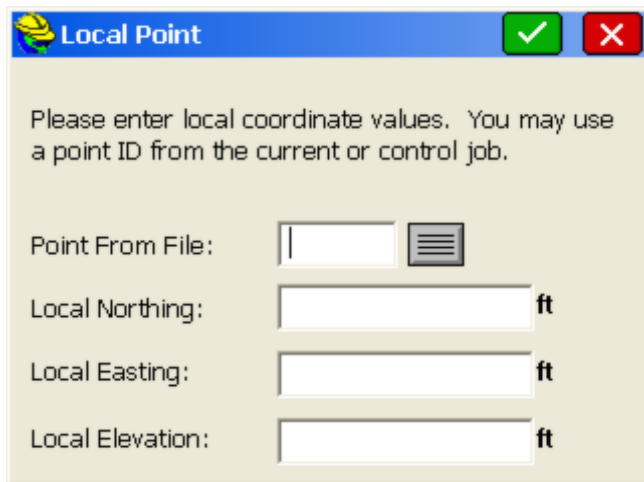 Local Point
Please enter local coordinate values. You may use
a point ID from the current or control job.
Point From File:
Local Northing: ft
Local Easting: ft
Local Elevation: ft